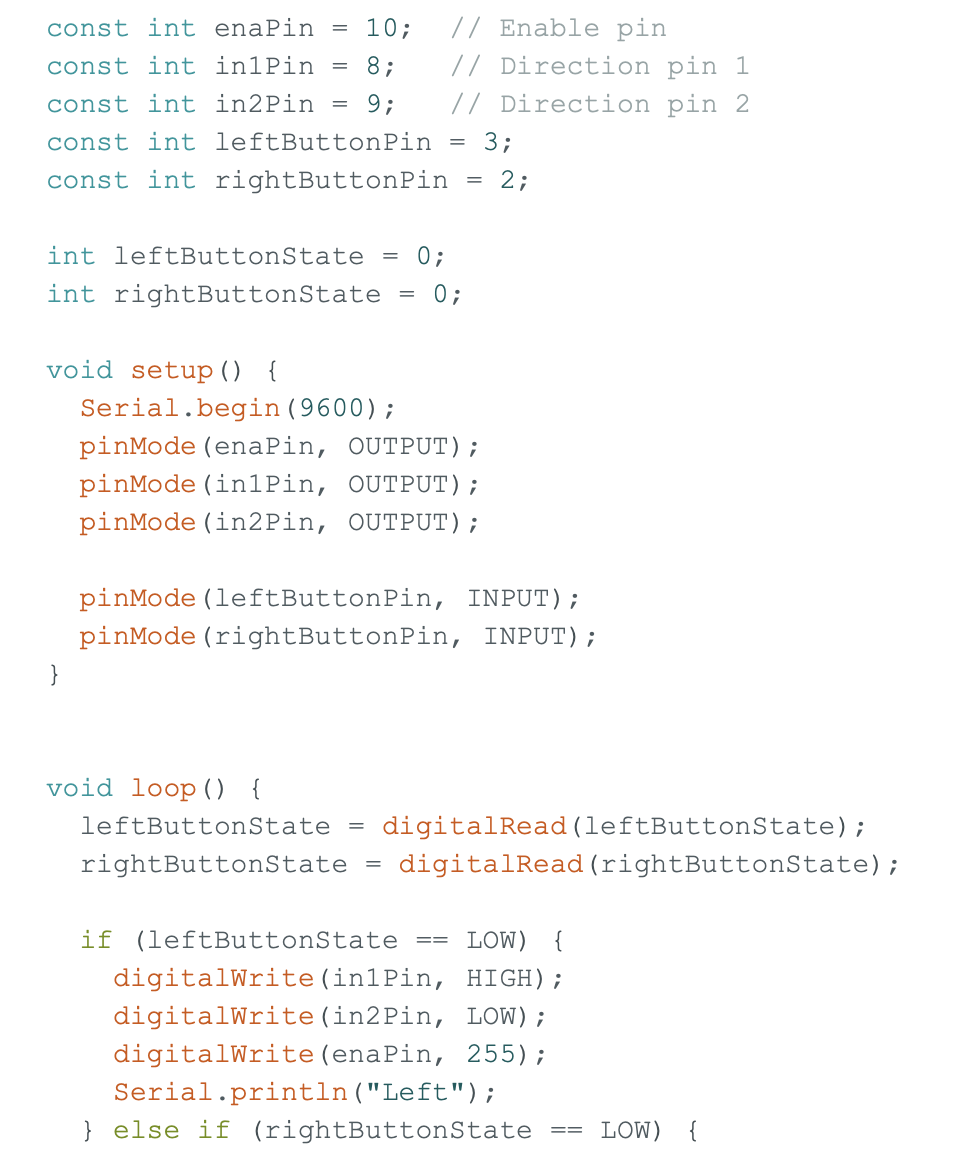 const int enaPin = 10;  // Enable pin
const int in1Pin = 8;   // Direction pin 1
const int in2Pin = 9;   // Direction pin 2
const int leftButtonPin = 3;
const int rightButtonPin = 2;

int leftButtonState = 0;
int rightButtonState = 0;

void setup() {
  Serial.begin(9600);
  pinMode(enaPin, OUTPUT);
  pinMode(in1Pin, OUTPUT);
  pinMode(in2Pin, OUTPUT);

  pinMode(leftButtonPin, INPUT);
  pinMode(rightButtonPin, INPUT);
}


void loop() {
  leftButtonState = digitalRead(leftButtonState);
  rightButtonState = digitalRead(rightButtonState);

  if (leftButtonState == LOW) {
    digitalWrite(in1Pin, HIGH);
    digitalWrite(in2Pin, LOW);
    digitalWrite(enaPin, 255);
    Serial.println("Left");
  } else if (rightButtonState == LOW) {